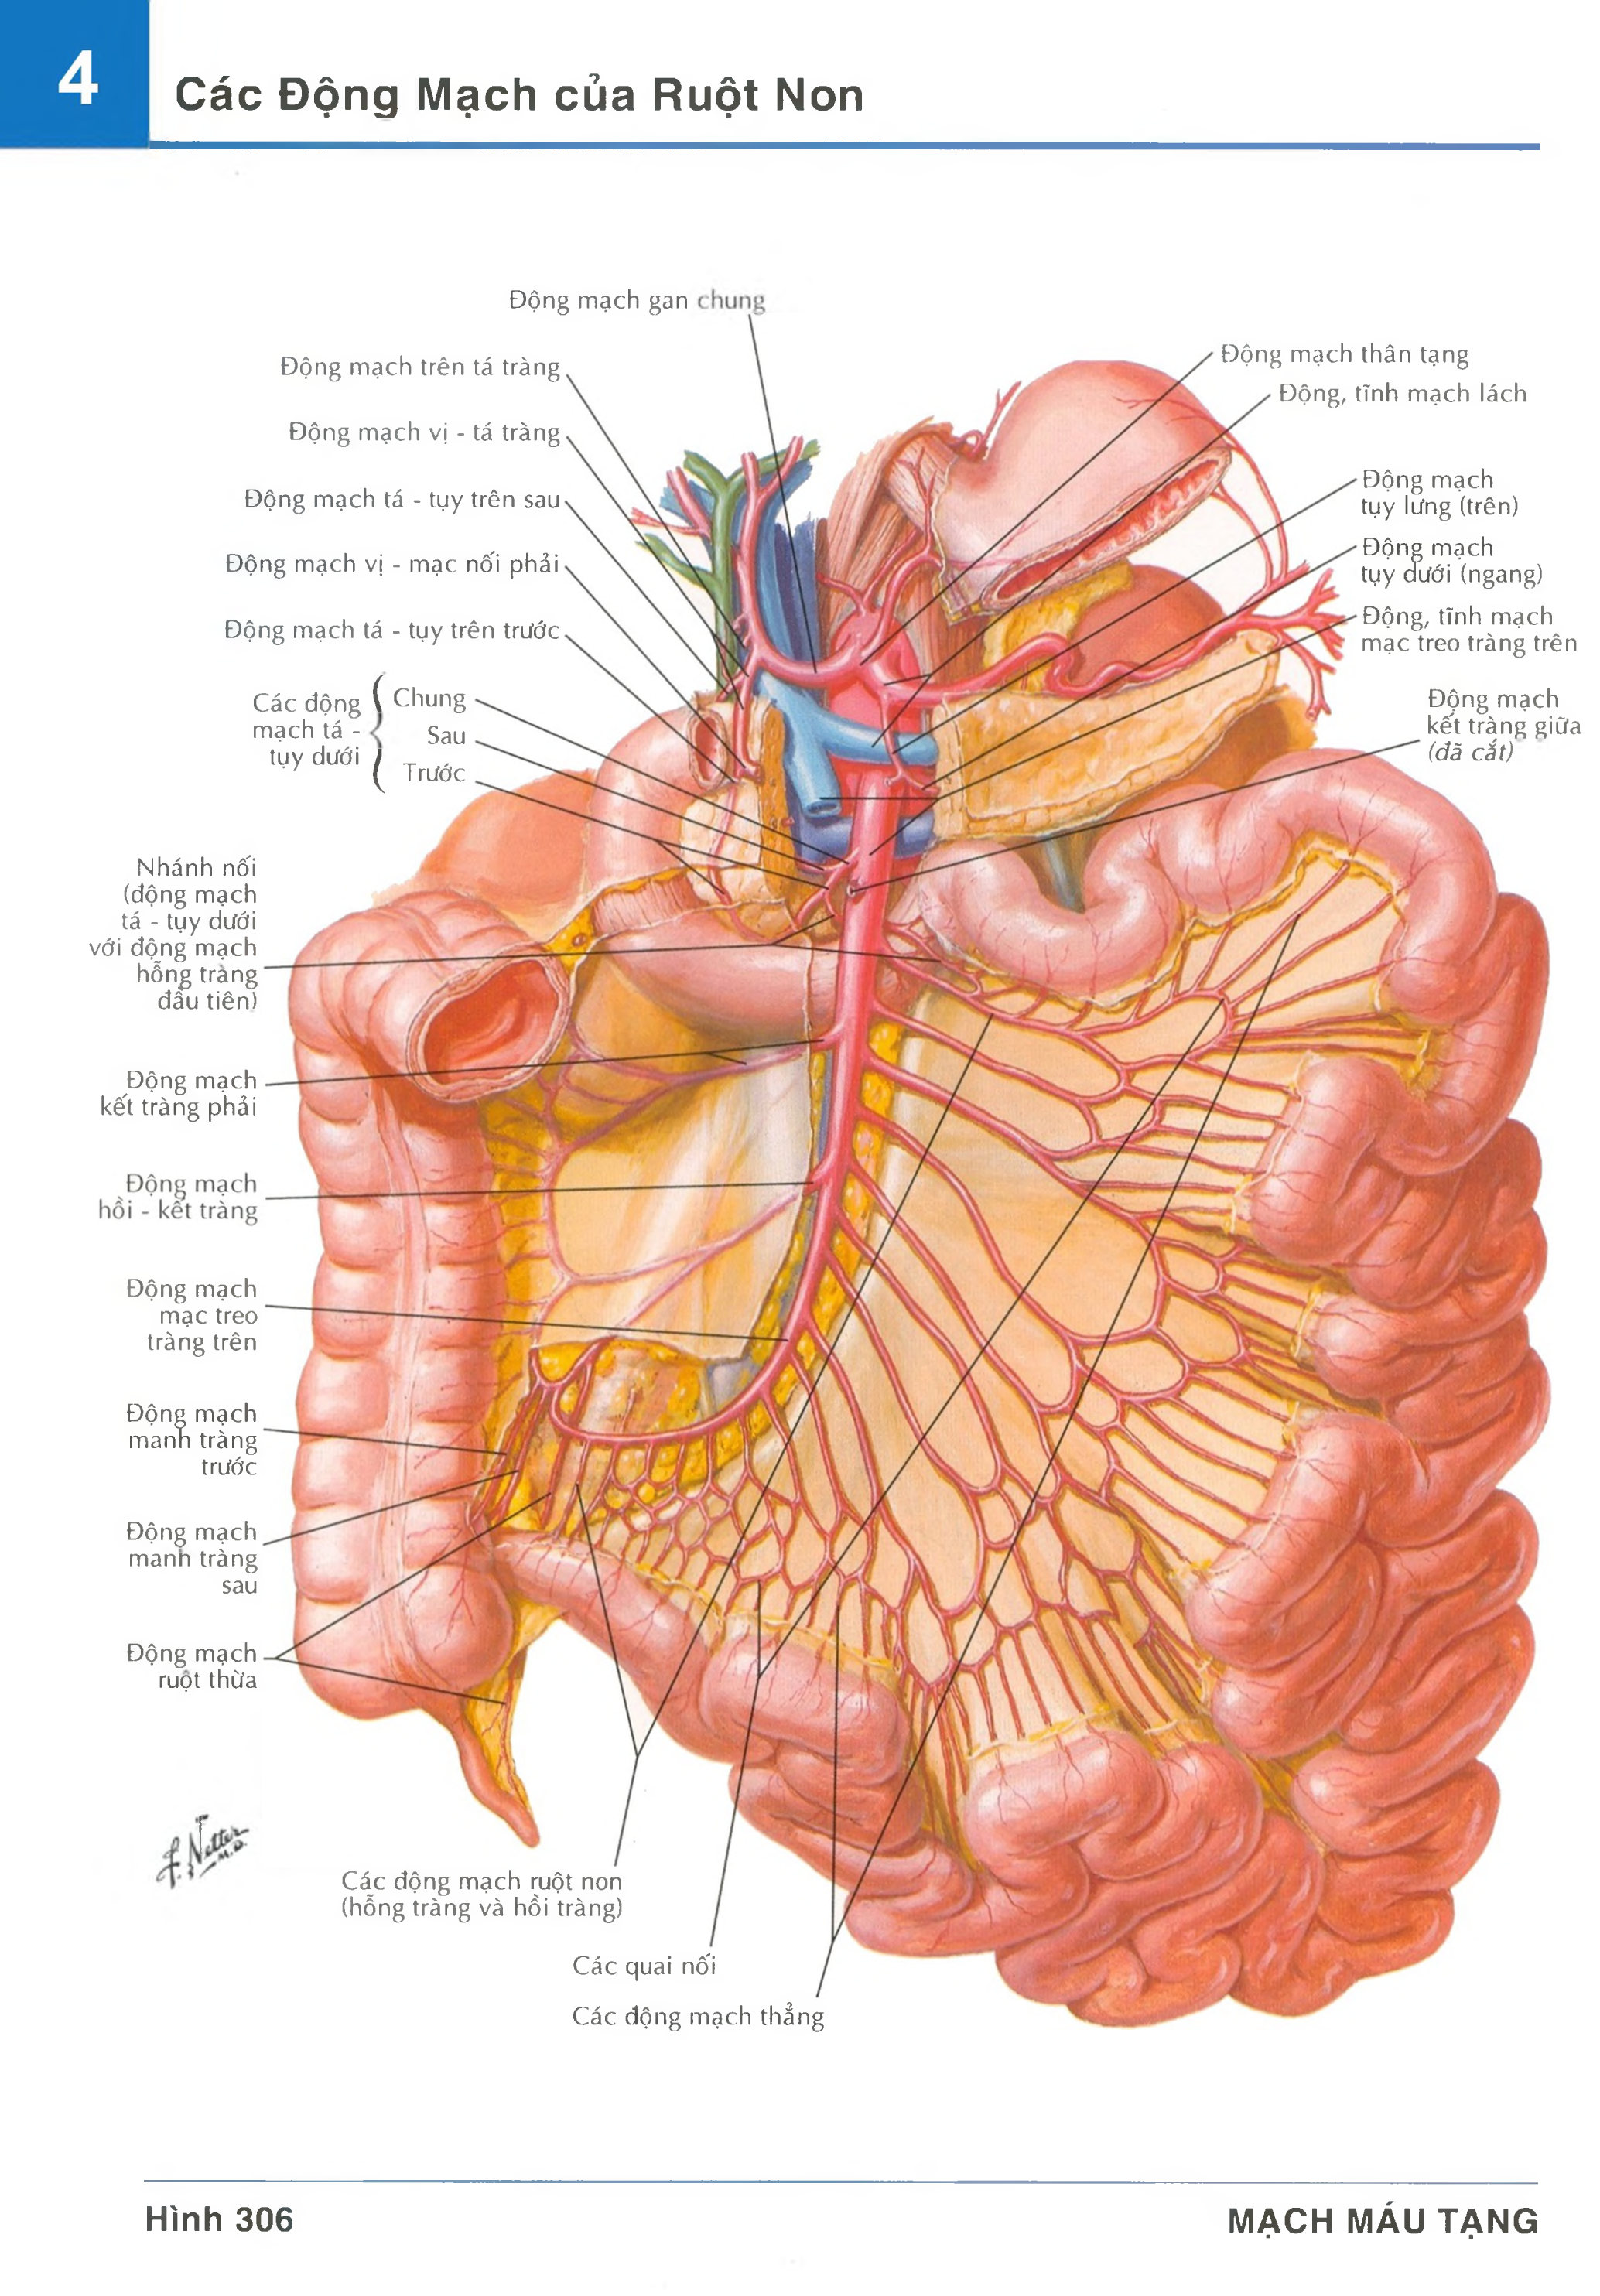 4
Các Động Mạch của Ruột Non
Động mạch gan chung
Động mạch trên tá tràng
Động mạch vị - tá tràng
Động mạch tá - tụy trên sau
Động mạch vị - mạc nối phải
Động mạch tá - tụy trên trước
Các động
mạch tá -
tụy dưới
Chung
Sau
Trước
Nhánh nối
(động mạch
tá - tụy dưới
với động mạch
hỗng tràng
đầu tiên)
Động mạch
kết tràng phải
Động mạch
hồi - kết tràng
Động mạch
mạc treo
tràng trên
Động mạch
manh tràng
trước
Động mạch
manh tràng
sau
Động mạch
ruột thừa
Động mạch thân tạng
Động, tĩnh mạch lách
Động mạch
tụy lưng (trên)
Động mạch
tụy dưới (ngang)
Động, tĩnh mạch
mạc treo tràng trên
Động mạch
kết tràng giữa
(đã cắt)
Các động mạch ruột non
(hỗng tràng và hồi tràng)
Các quai nối
Các động mạch thẳng
F. Netter
M.D.
Hình 306
MẠCH MÁU TẠNG